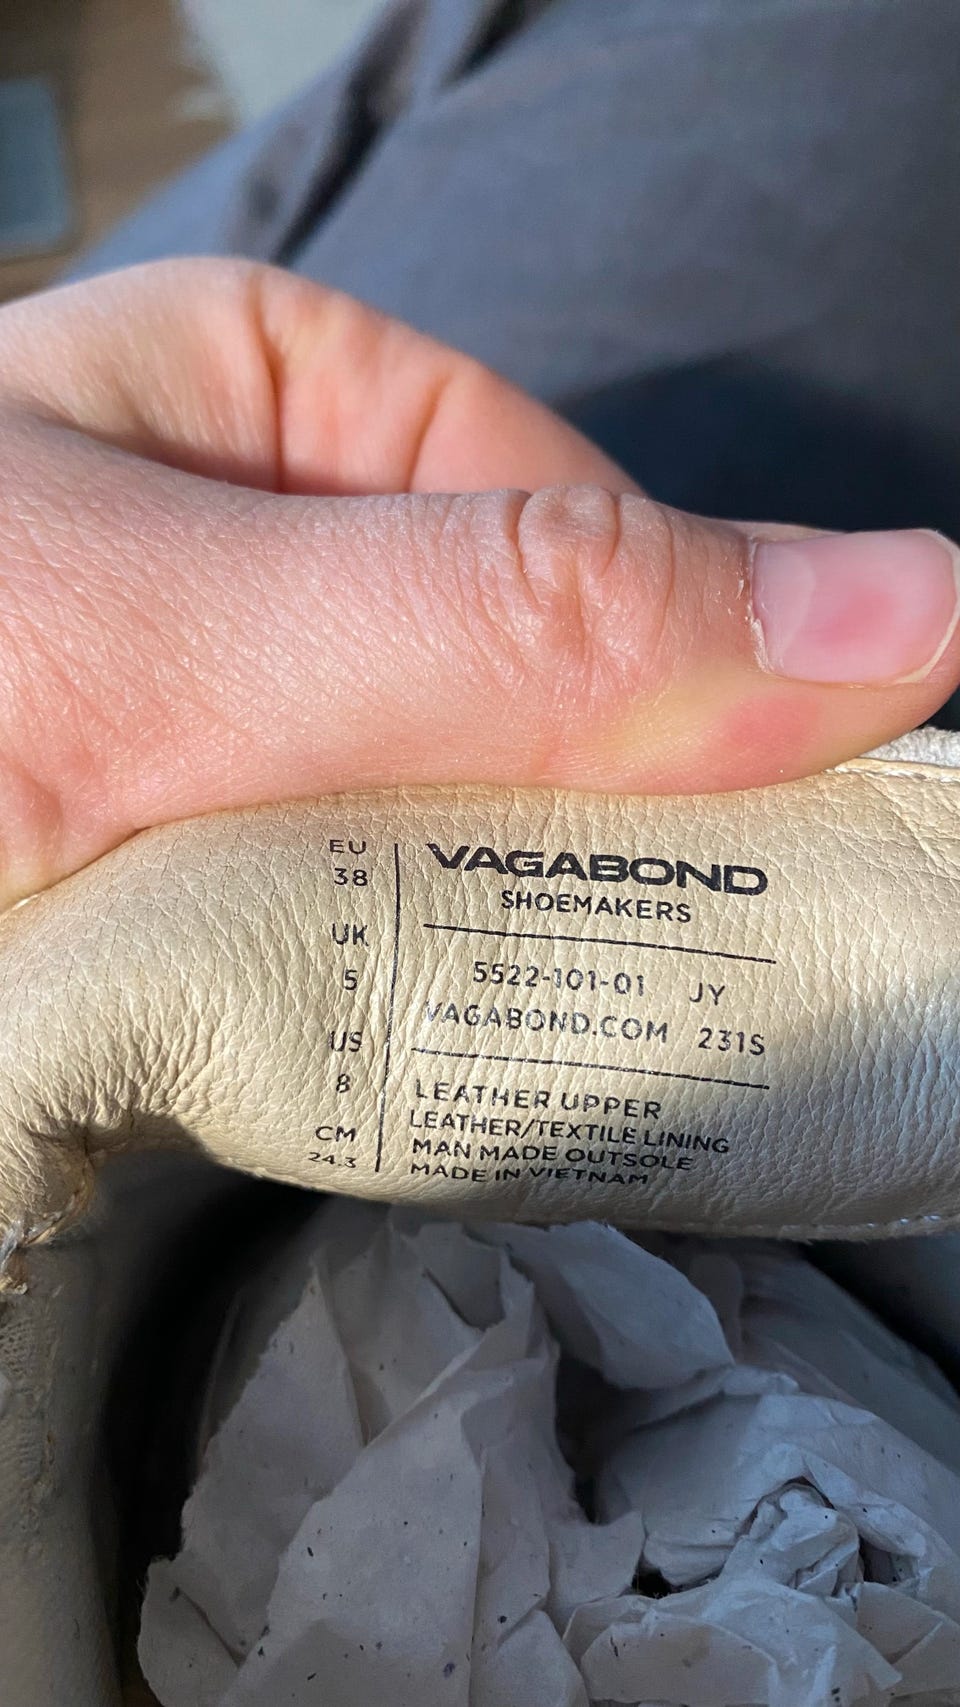 EU
38
UK
5
US
8
CM
24.3
VAGABOND
SHOEMAKERS
5522-101-01 JY
VAGABOND.COM 231S
LEATHER UPPER
LEATHER/TEXTILE LINING
MAN MADE OUTSOLE
MADE IN VIETNAM